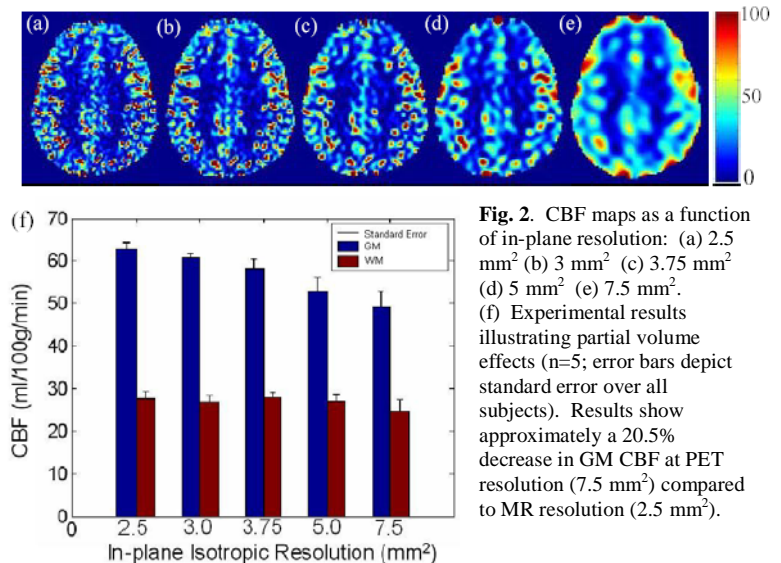 (a)
(b)
(c)
(d)
(e)
100
50
0
(f)
70
60
50
40
30
20
10
0
CBF (ml/100g/min)
Standard Error
GM
WM
0
2.5
3.0
3.75
5.0
7.5
In-plane Isotropic Resolution (mm²)
Fig. 2. CBF maps as a function
of in-plane resolution: (a) 2.5
mm² (b) 3 mm² (c) 3.75 mm²
(d) 5 mm² (e) 7.5 mm².
(f) Experimental results
illustrating partial volume
effects (n=5; error bars depict
standard error over all
subjects). Results show
approximately a 20.5%
decrease in GM CBF at PET
resolution (7.5 mm²) compared
to MR resolution (2.5 mm²).